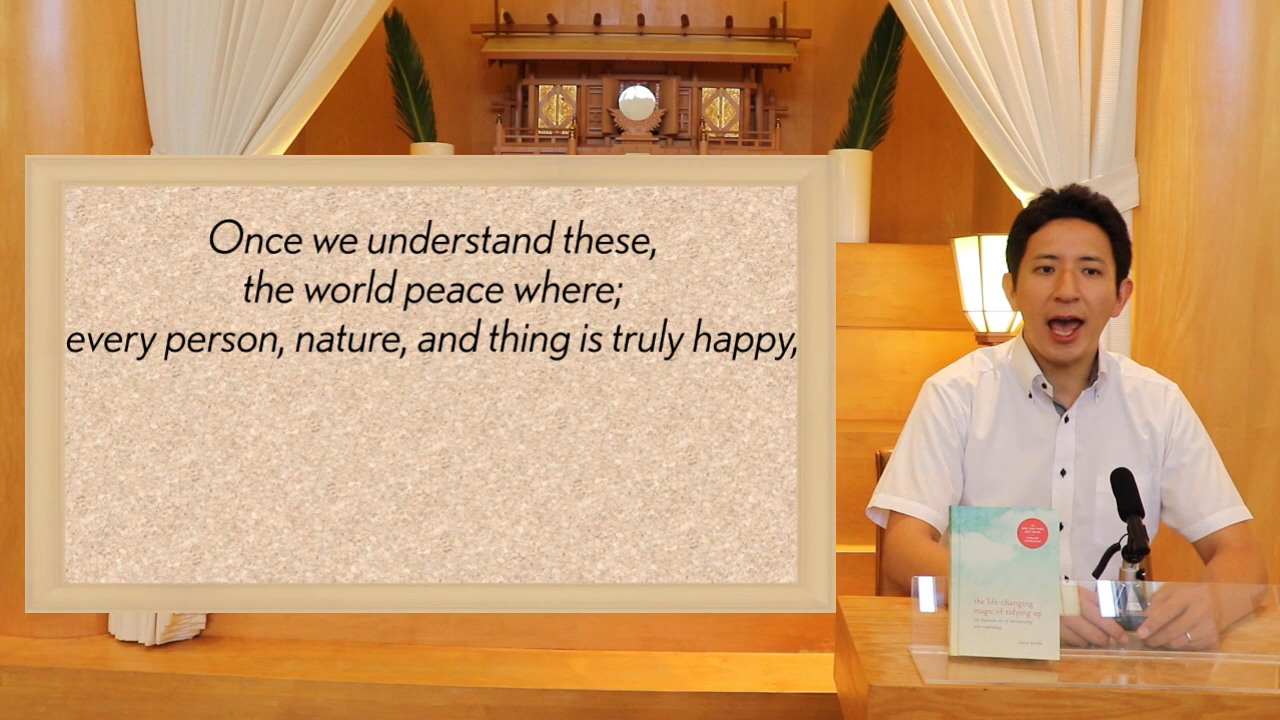 Once we understand these,
the world peace where;
every person, nature, and thing is truly happy,
the life-changing
magic of tidying up